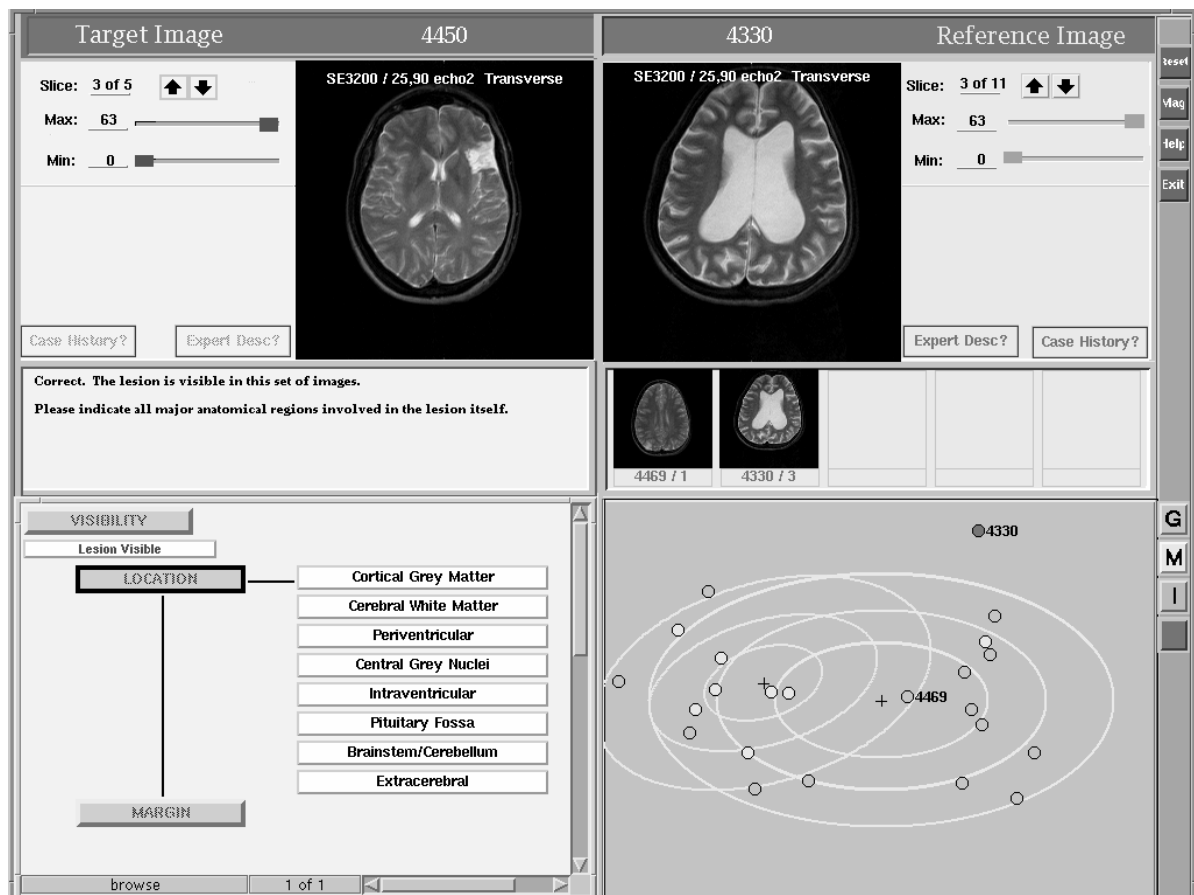 Target Image 4450
4330 Reference Image
Slice: 3 of 5
Max: 63
Min: 0
SE3200 / 25,90 echo2 Transverse
Case History?
Expert Desc?
SE3200 / 25,90 echo2 Transverse
Slice: 3 of 11
Max: 63
Min: 0
Expert Desc?
Case History?
Reset
Mag
Help
Exit
Correct. The lesion is visible in this set of images.
Please indicate all major anatomical regions involved in the lesion itself.
4469 / 1
4330 / 3
VISIBILITY
Lesion Visible
LOCATION
Cortical Grey Matter
Cerebral White Matter
Periventricular
Central Grey Nuclei
Intraventricular
Pituitary Fossa
Brainstem/Cerebellum
Extracerebral
MARGIN
browse
1 of 1
4330
4469
G
M
I